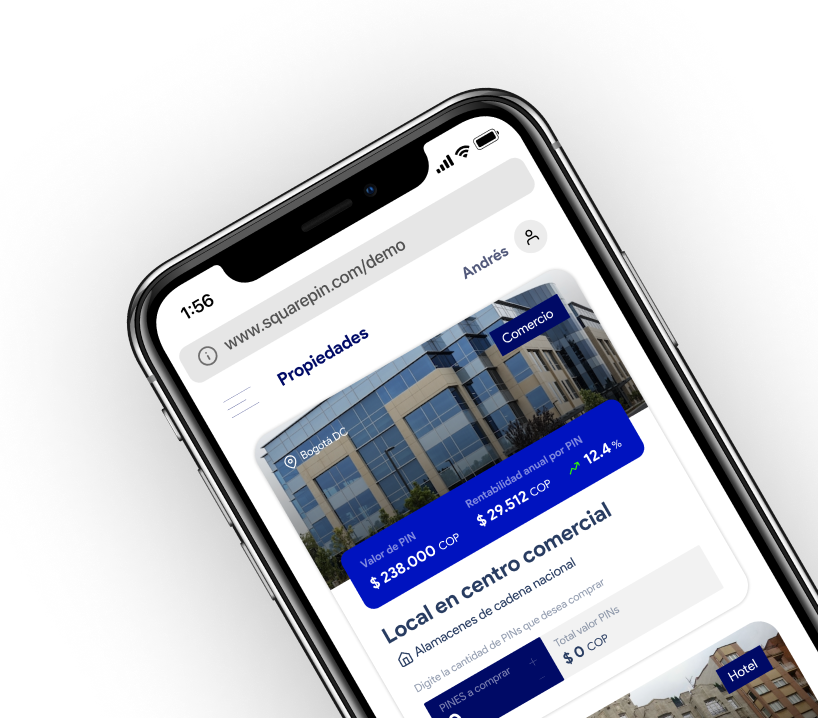 1:56
www.squarepin.com/demo
Andrés
Propiedades
Comercio
Bogotá DC
Valor de PIN
$ 238.000 COP
Rentabilidad anual por PIN
$ 29.512 COP
12.4 %
Local en centro comercial
Alamacenes de cadena nacional
Digite la cantidad de PINs que desea comprar
PINES a comprar
+
Total valor PINs
$ 0 COP
Hotel